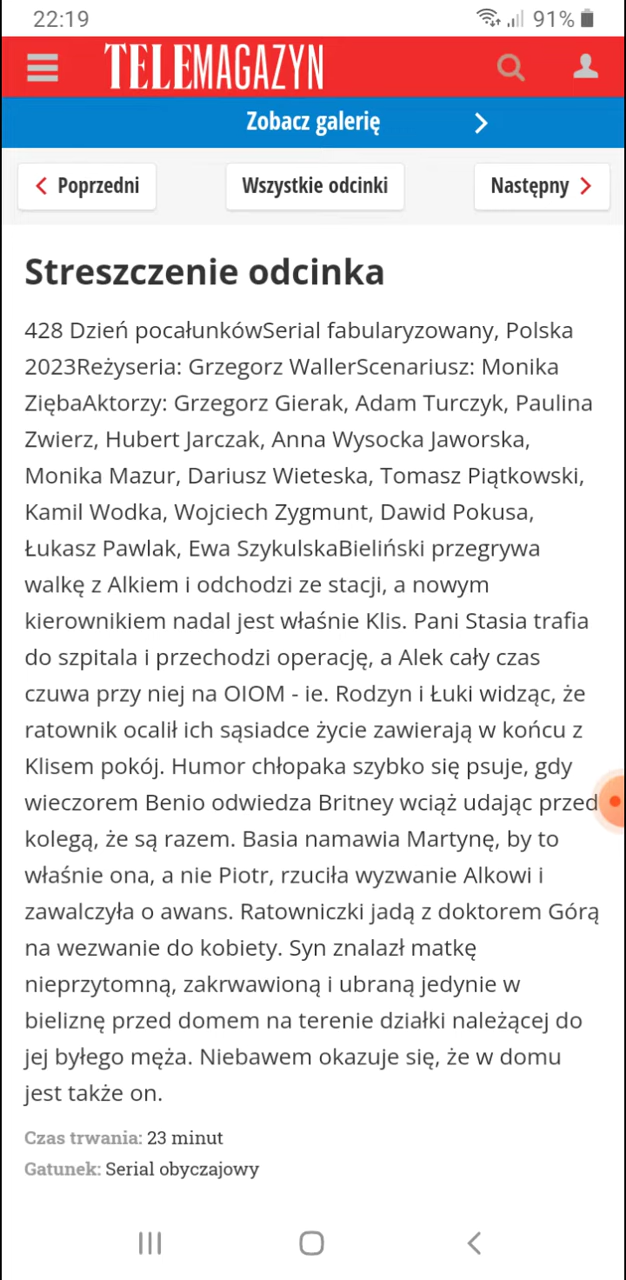 22:19
91%
TELEMAGAZYN
Zobacz galerię
Poprzedni
Wszystkie odcinki
Następny
Streszczenie odcinka
428 Dzień pocałunkówSerial fabularyzowany, Polska
2023Reżyseria: Grzegorz WallerScenariusz: Monika
ZiębaAktorzy: Grzegorz Gierak, Adam Turczyk, Paulina
Zwierz, Hubert Jarczak, Anna Wysocka Jaworska,
Monika Mazur, Dariusz Wieteska, Tomasz Piątkowski,
Kamil Wodka, Wojciech Zygmunt, Dawid Pokusa,
Łukasz Pawlak, Ewa SzykulskaBieliński przegrywa
walkę z Alkiem i odchodzi ze stacji, a nowym
kierownikiem nadal jest właśnie Klis. Pani Stasia trafia
do szpitala i przechodzi operację, a Alek cały czas
czuwa przy niej na OIOM - ie. Rodzyn i Łuki widząc, że
ratownik ocalił ich sąsiadce życie zawierają w końcu z
Klisem pokój. Humor chłopaka szybko się psuje, gdy
wieczorem Benio odwiedza Britney wciąż udając przed
kolegą, że są razem. Basia namawia Martynę, by to
właśnie ona, a nie Piotr, rzuciła wyzwanie Alkowi i
zawalczyła o awans. Ratowniczki jadą z doktorem Górą
na wezwanie do kobiety. Syn znalazł matkę
nieprzytomną, zakrwawioną i ubraną jedynie w
bieliznę przed domem na terenie działki należącej do
jej byłego męża. Niebawem okazuje się, że w domu
jest także on.
Czas trwania: 23 minut
Gatunek: Serial obyczajowy